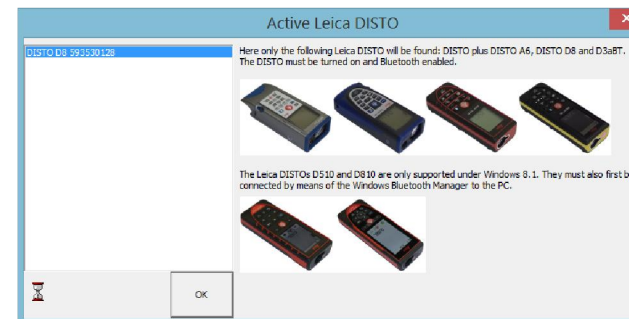 Active Leica DISTO
DISTO D8 593530128
Here only the following Leica DISTO will be found: DISTO plus DISTO A6, DISTO D8 and D3aBT.
The DISTO must be turned on and Bluetooth enabled.
The Leica DISTOs D510 and D810 are only supported under Windows 8.1. They must also first
connected by means of the Windows Bluetooth Manager to the PC.
OK